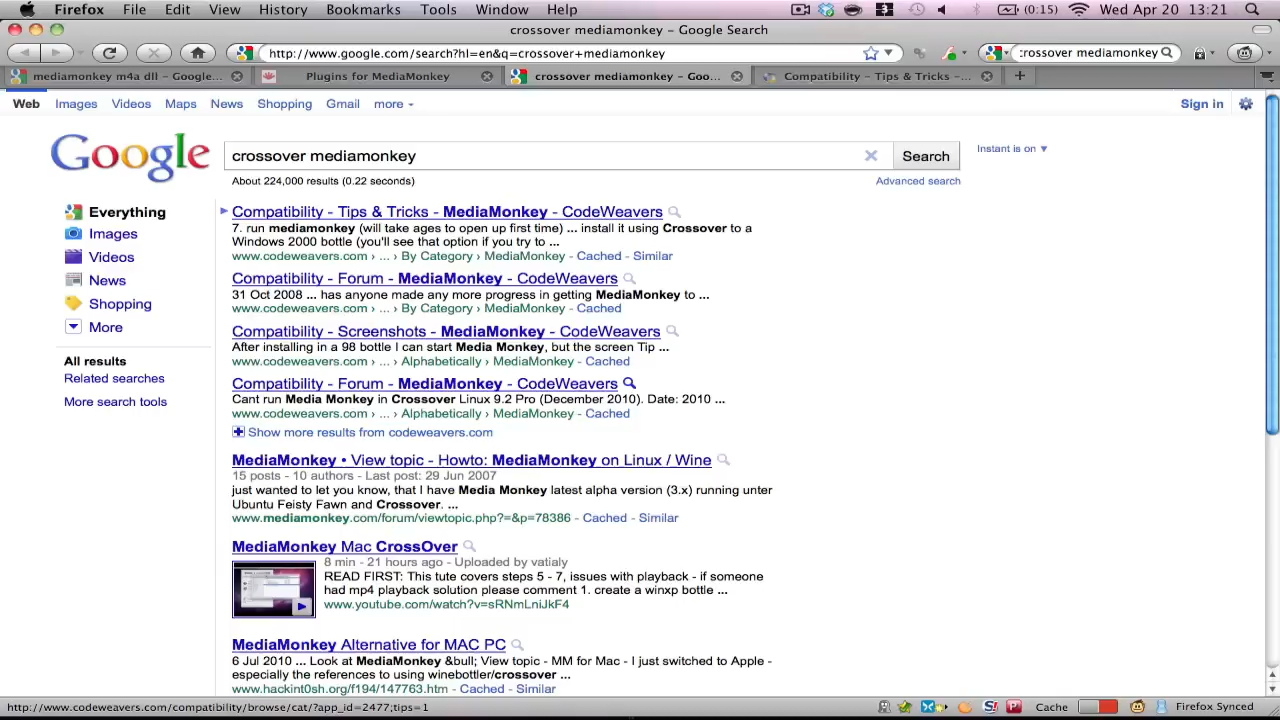 Firefox File Edit View History Bookmarks Tools Window Help (0:15) Wed Apr 20 13:21
crossover mediamonkey - Google Search
http://www.google.com/search?hl=en&q=crossover+mediamonkey :rossover mediamonkey
mediamonkey m4a dll - Google... Plugins for MediaMonkey crossover mediamonkey - Goo... Compatibility - Tips & Tricks -...
Web Images Videos Maps News Shopping Gmail more Sign in
Google
crossover mediamonkey Search Instant is on ▼
About 224,000 results (0.22 seconds) Advanced search
Everything
Images
Videos
News
Shopping
More
All results
Related searches
More search tools
Compatibility - Tips & Tricks - MediaMonkey - CodeWeavers
7. run mediamonkey (will take ages to open up first time) ... install it using Crossover to a
Windows 2000 bottle (you'll see that option if you try to ...
www.codeweavers.com › ... › By Category › MediaMonkey - Cached - Similar
Compatibility - Forum - MediaMonkey - CodeWeavers
31 Oct 2008 ... has anyone made any more progress in getting MediaMonkey to ...
www.codeweavers.com › ... › By Category › MediaMonkey - Cached
Compatibility - Screenshots - MediaMonkey - CodeWeavers
After installing in a 98 bottle I can start Media Monkey, but the screen Tip ...
www.codeweavers.com › ... › Alphabetically › MediaMonkey - Cached
Compatibility - Forum - MediaMonkey - CodeWeavers
Cant run Media Monkey in Crossover Linux 9.2 Pro (December 2010). Date: 2010 ...
www.codeweavers.com › ... › Alphabetically › MediaMonkey - Cached
Show more results from codeweavers.com
MediaMonkey • View topic - Howto: MediaMonkey on Linux / Wine
15 posts - 10 authors - Last post: 29 Jun 2007
just wanted to let you know, that I have Media Monkey latest alpha version (3.x) running unter
Ubuntu Feisty Fawn and Crossover. ...
www.mediamonkey.com/forum/viewtopic.php?=&p=78386 - Cached - Similar
MediaMonkey Mac CrossOver
8 min - 21 hours ago - Uploaded by vatialy
READ FIRST: This tute covers steps 5 - 7, issues with playback - if someone
had mp4 playback solution please comment 1. create a winxp bottle ...
www.youtube.com/watch?v=sRNmLniJkF4
MediaMonkey Alternative for MAC PC
6 Jul 2010 ... Look at MediaMonkey &bull; View topic - MM for Mac - I just switched to Apple -
especially the references to using winebottler/crossover ...
www.hackint0sh.org/f194/147763.htm - Cached - Similar
http://www.codeweavers.com/compatibility/browse/cat/?app_id=2477;tips=1 Cache Firefox Synced